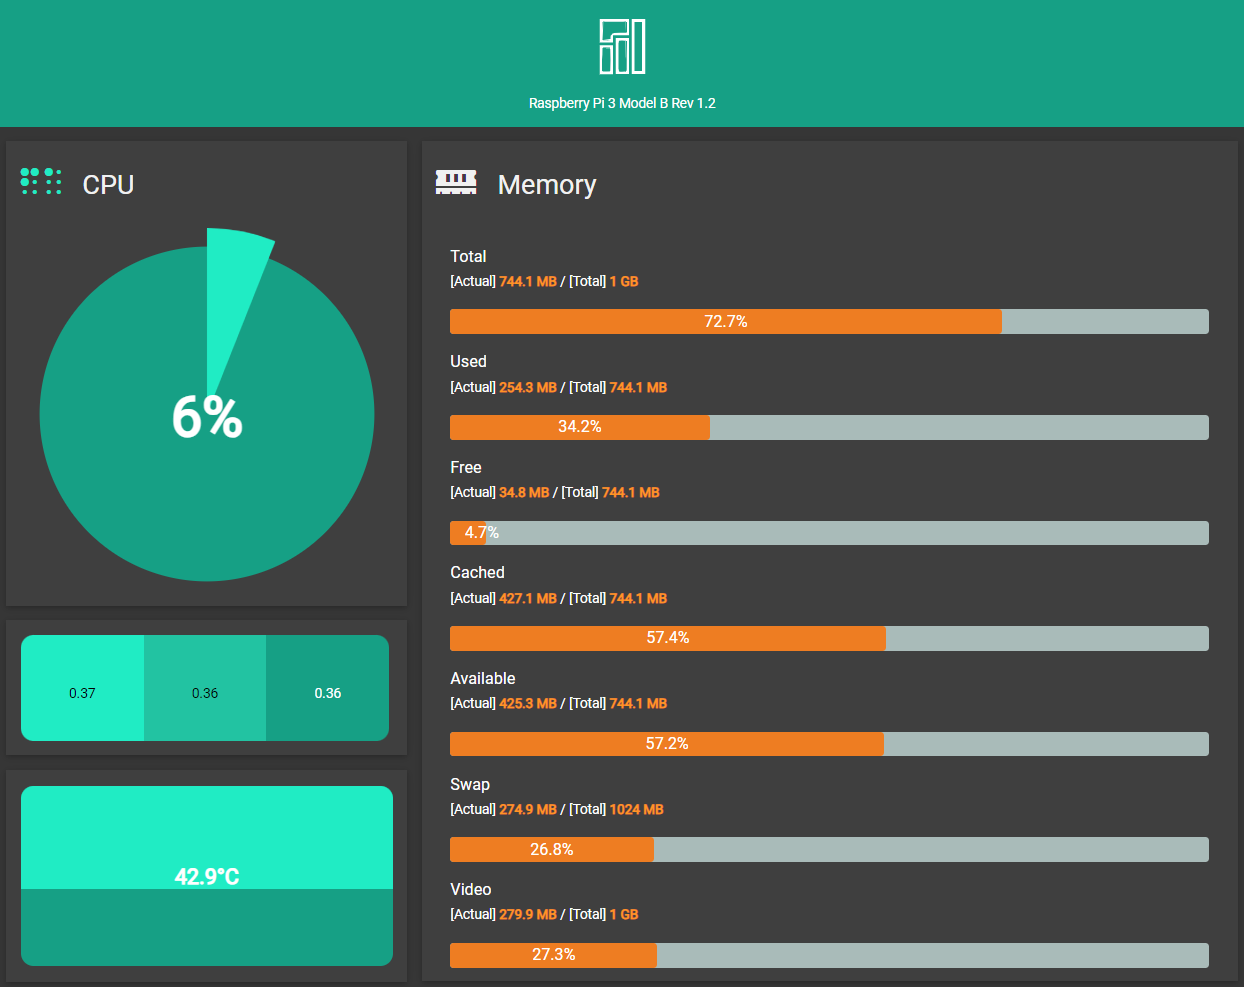 Raspberry Pi 3 Model B Rev 1.2
CPU
6%
0.37 0.36 0.36
42.9°C
Memory
Total
[Actual] 744.1 MB / [Total] 1 GB
72.7%
Used
[Actual] 254.3 MB / [Total] 744.1 MB
34.2%
Free
[Actual] 34.8 MB / [Total] 744.1 MB
4.7%
Cached
[Actual] 427.1 MB / [Total] 744.1 MB
57.4%
Available
[Actual] 425.3 MB / [Total] 744.1 MB
57.2%
Swap
[Actual] 274.9 MB / [Total] 1024 MB
26.8%
Video
[Actual] 279.9 MB / [Total] 1 GB
27.3%